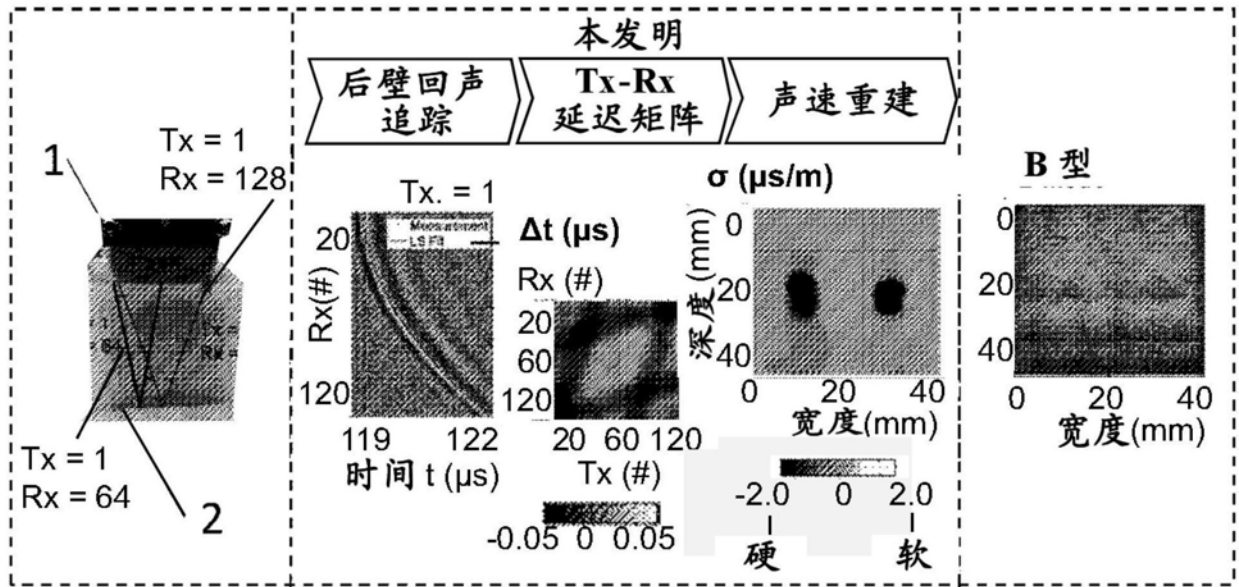 本发明
后壁回声
追踪
Tx-Rx
延迟矩阵
声速重建
1
Tx = 1
Rx = 128
Tx = 1
Rx = 64
2
Tx. = 1
Measurement
LS Fit
Rx(#)
20
120
119 122
时间 t (µs)
Δt (µs)
Rx (#)
20
60
120
20 60 120
Tx (#)
-0.05 0 0.05
σ (µs/m)
深度 (mm)
0
20
40
0 20 40
宽度(mm)
-2.0 0 2.0
硬 软
B 型
0
20
40
0 20 40
宽度(mm)